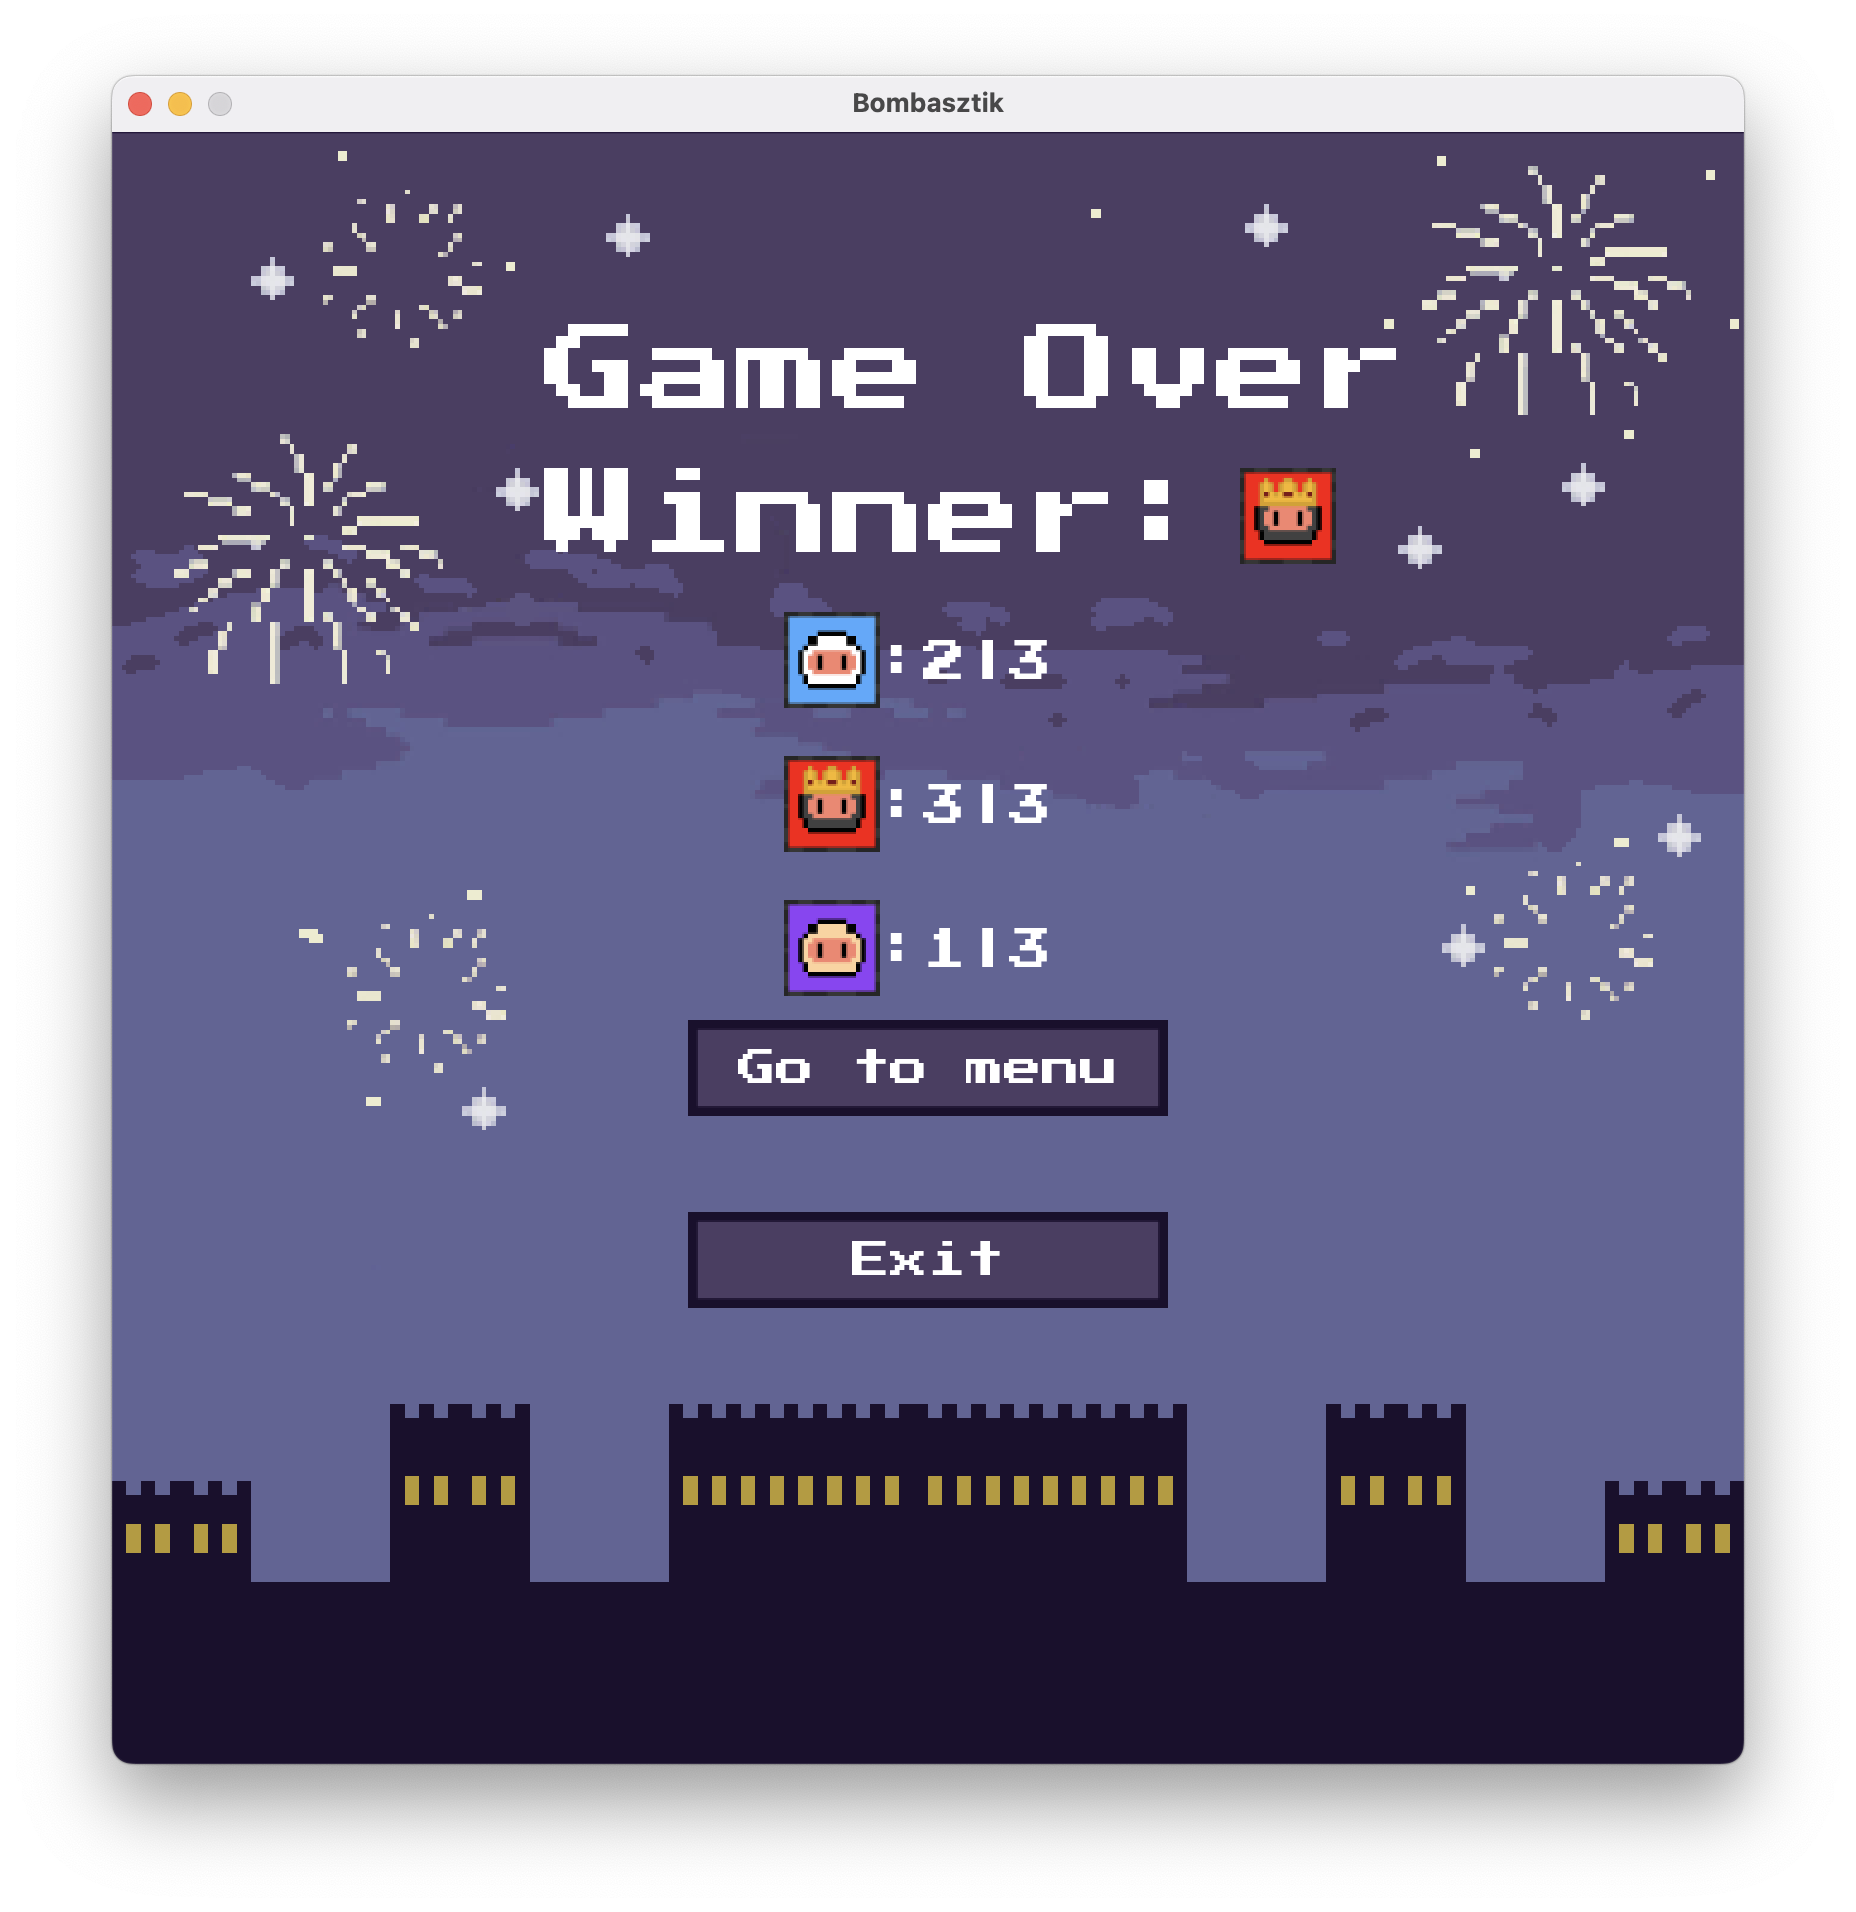 Bombasztik
Game Over
Winner:
:2|3
:3|3
:1|3
Go to menu
Exit